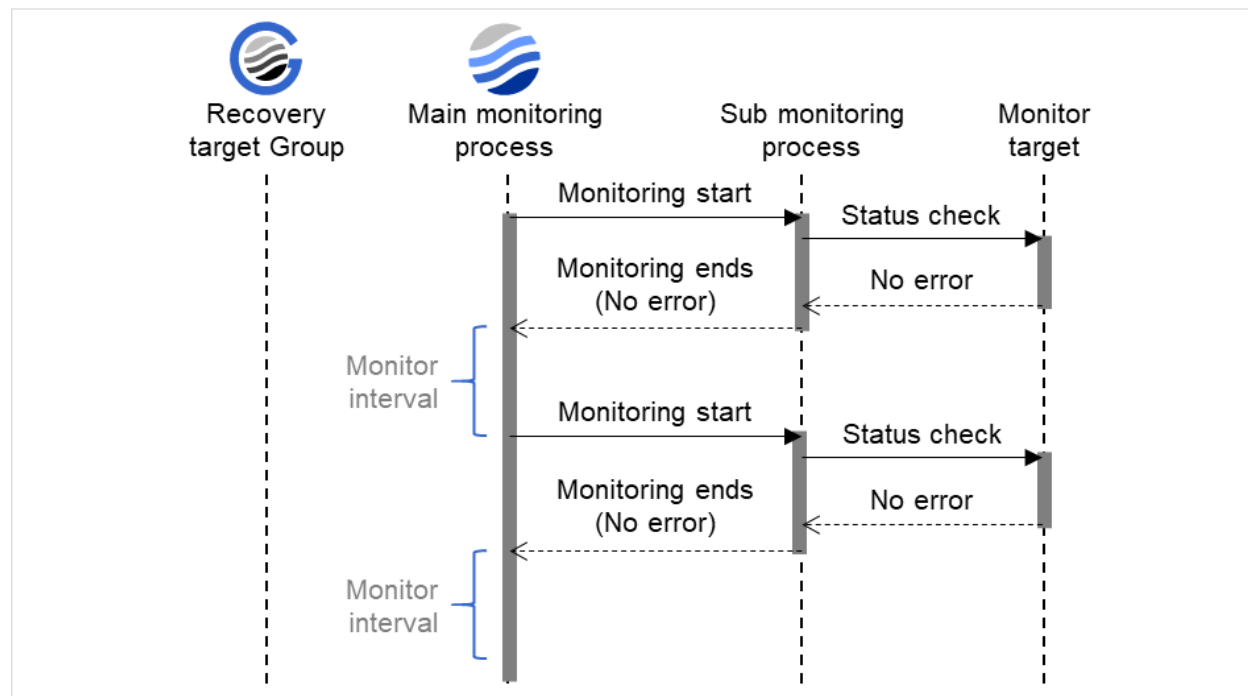 Recovery
target Group
Main monitoring
process
Sub monitoring
process
Monitor
target
Monitoring start
Status check
Monitoring ends
(No error)
No error
Monitor
interval
Monitoring start
Status check
Monitoring ends
(No error)
No error
Monitor
interval